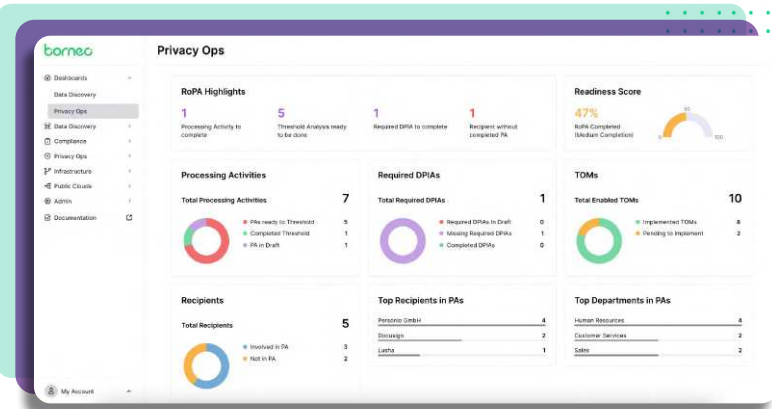 borneo
Privacy Ops
Dashboards
Data Discovery
Privacy Ops
Data Discovery
Compliance
Privacy Ops
Infrastructure
Public Clouds
Admin
Documentation
My Account
RoPA Highlights
1
Processing Activity to
complete
5
Threshold Analysis ready
to be done
1
Required DPIA to complete
1
Recipient without
completed PA
Readiness Score
47%
RoPA Completed
(Medium Completion)
0
100
Processing Activities
Total Processing Activities 7
PAs ready to Threshold 5
Completed Threshold 1
PA in Draft 1
Required DPIAs
Total Required DPIAs 1
Required DPIAs in Draft 0
Missing Required DPIAs 1
Completed DPIAs 0
TOMs
Total Enabled TOMs 10
Implemented TOMs 8
Pending to Implement 2
Recipients
Total Recipients 5
Involved in PA 3
Not in PA 2
Top Recipients in PAs
Personio GmbH 4
Docusign 2
Lusha 1
Top Departments in PAs
Human Resources 4
Customer Services 2
Sales 2